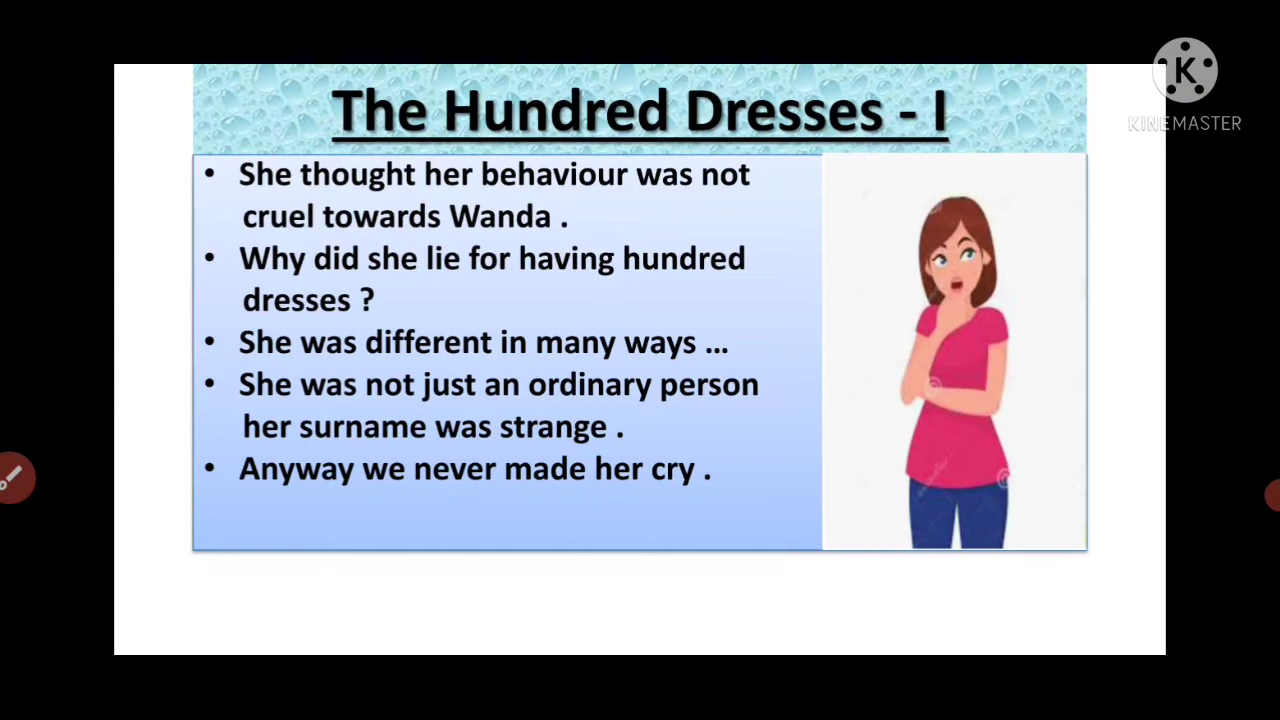 The Hundred Dresses - I
• She thought her behaviour was not
cruel towards Wanda .
• Why did she lie for having hundred
dresses ?
• She was different in many ways ...
• She was not just an ordinary person
her surname was strange .
• Anyway we never made her cry .
K
KINEMASTER